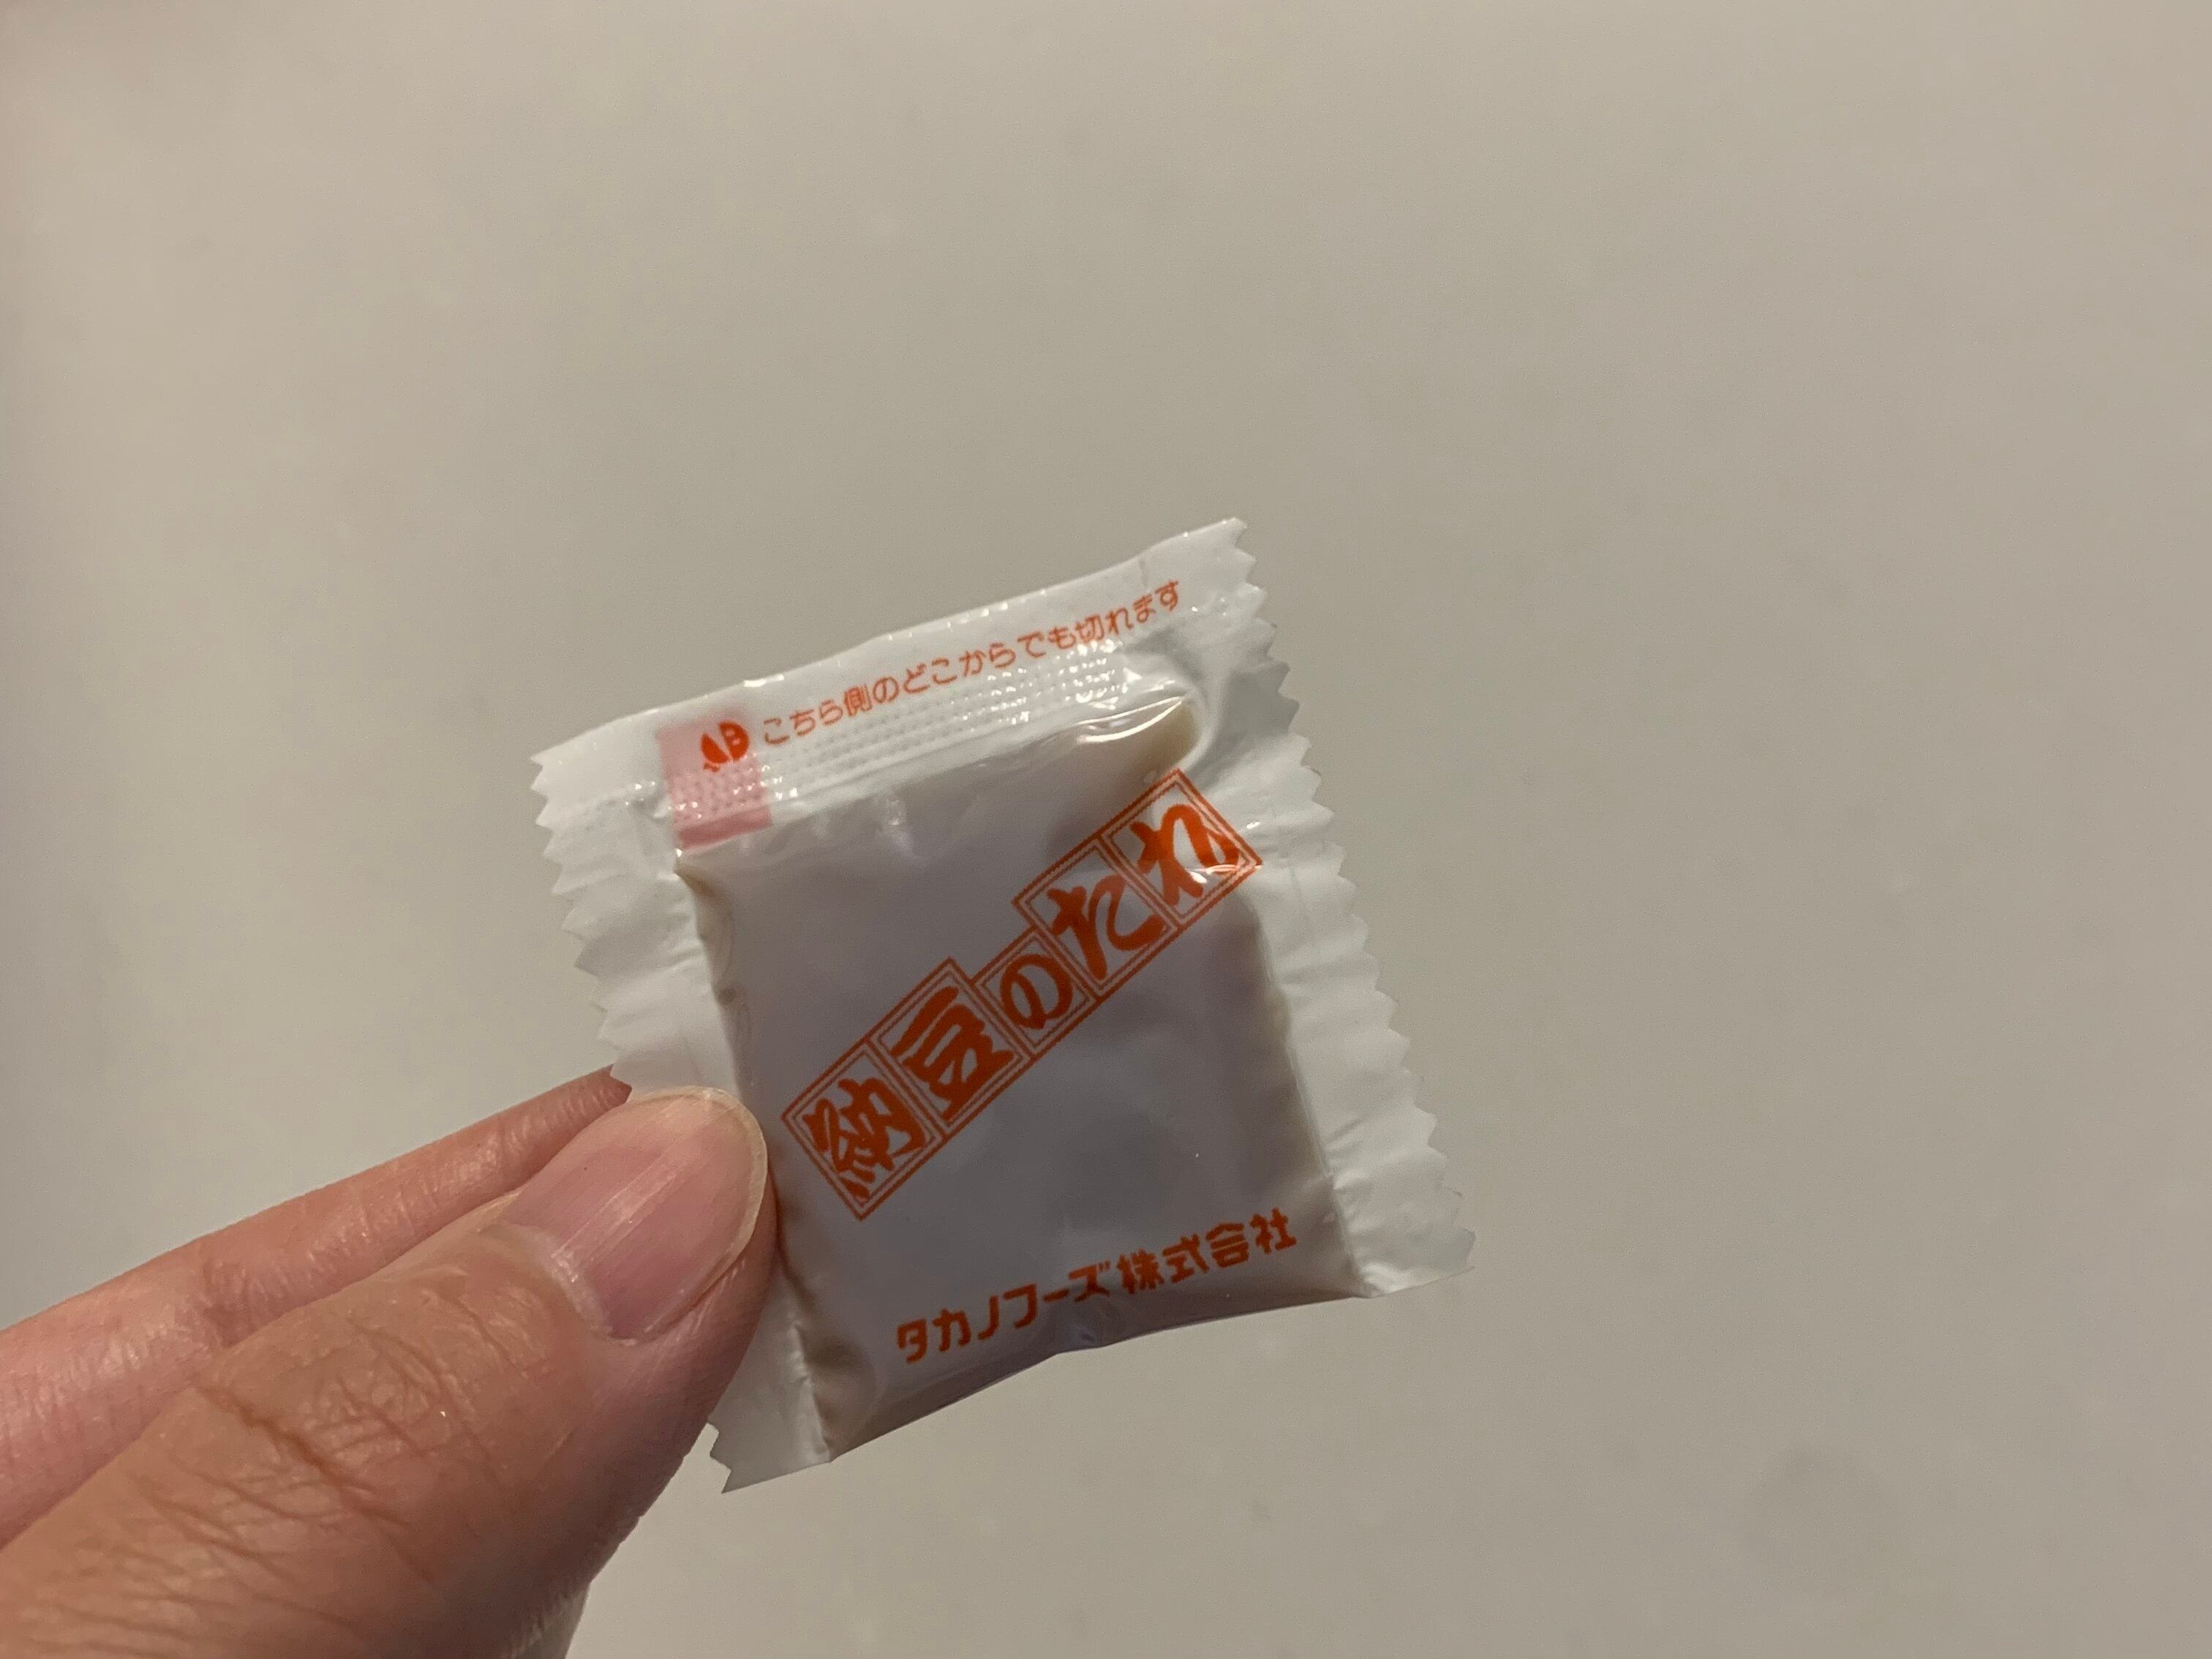 こちら側のどこからでも切れます
納豆のたれ
タカノフーズ株式会社